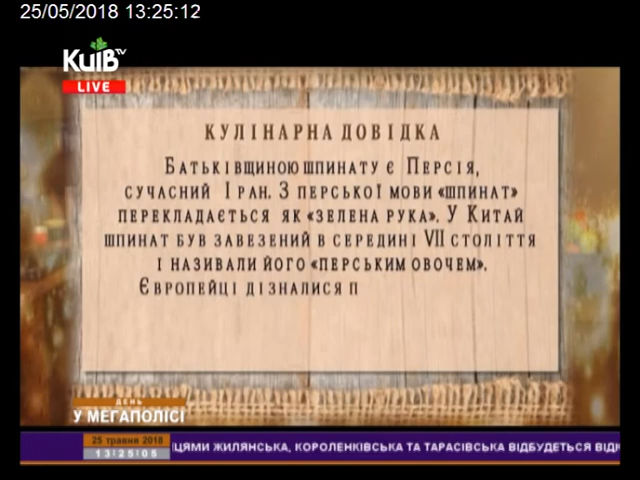 25/05/2018 13:25:12
КИЇВ TV
LIVE
КУЛІНАРНА ДОВІДКА
БАТЬКІВЩИНОЮ ШПИНАТУ Є ПЕРСІЯ,
СУЧАСНИЙ ІРАН. З ПЕРСЬКОЇ МОВИ «ШПИНАТ»
ПЕРЕКЛАДАЄТЬСЯ ЯК «ЗЕЛЕНА РУКА». У КИТАЙ
ШПИНАТ БУВ ЗАВЕЗЕНИЙ В СЕРЕДИНІ VII СТОЛІТТЯ
І НАЗИВАЛИ ЙОГО «ПЕРСЬКИМ ОВОЧЕМ».
ЄВРОПЕЙЦІ ДІЗНАЛИСЯ П
ДЕНЬ
У МЕГАПОЛІСІ
25 травня 2018
13:25:05
ЦЯМИ ЖИЛЯНСЬКА, КОРОЛЕНКІВСЬКА ТА ТАРАСІВСЬКА ВІДБУДЕТЬСЯ ВІДК